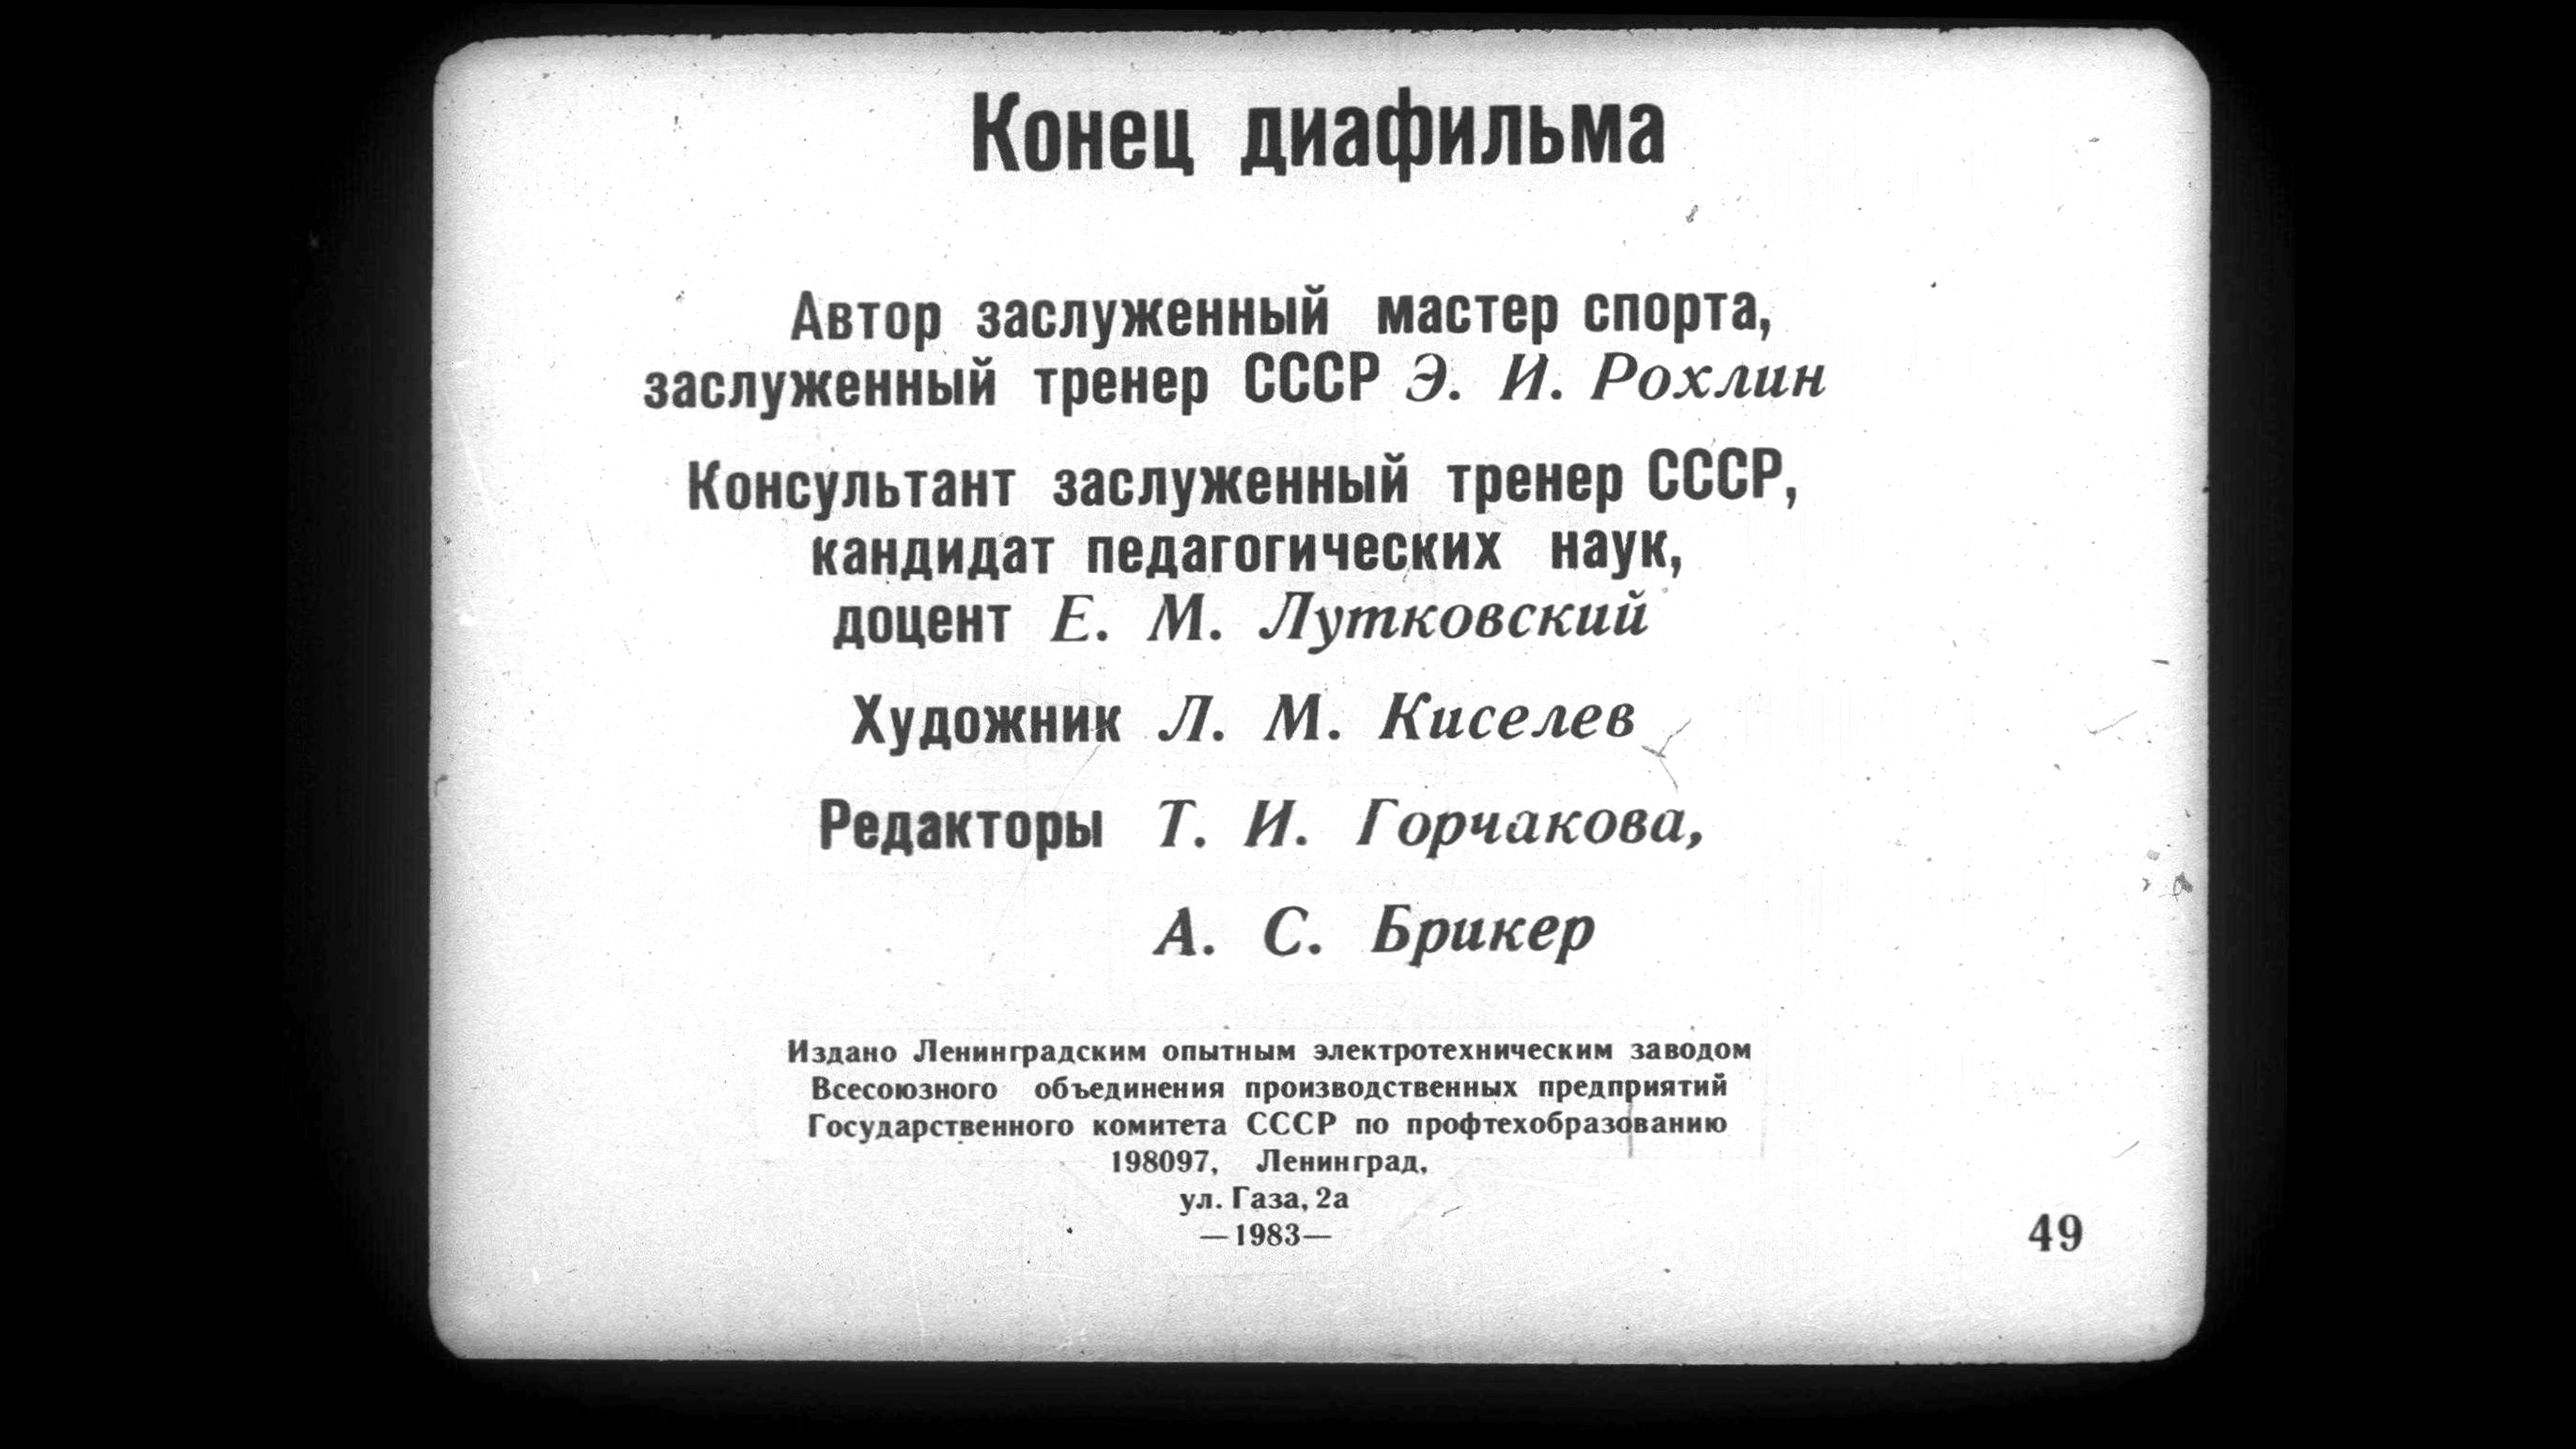 Конец диафильма
Автор заслуженный мастер спорта,
заслуженный тренер СССР Э. И. Рохлин
Консультант заслуженный тренер СССР,
кандидат педагогических наук,
доцент Е. М. Лутковский
Художник Л. М. Киселев
Редакторы Т. И. Горчакова,
А. С. Брикер
Издано Ленинградским опытным электротехническим заводом
Всесоюзного объединения производственных предприятий
Государственного комитета СССР по профтехобразованию
198097, Ленинград,
ул. Газа, 2а
—1983—
49